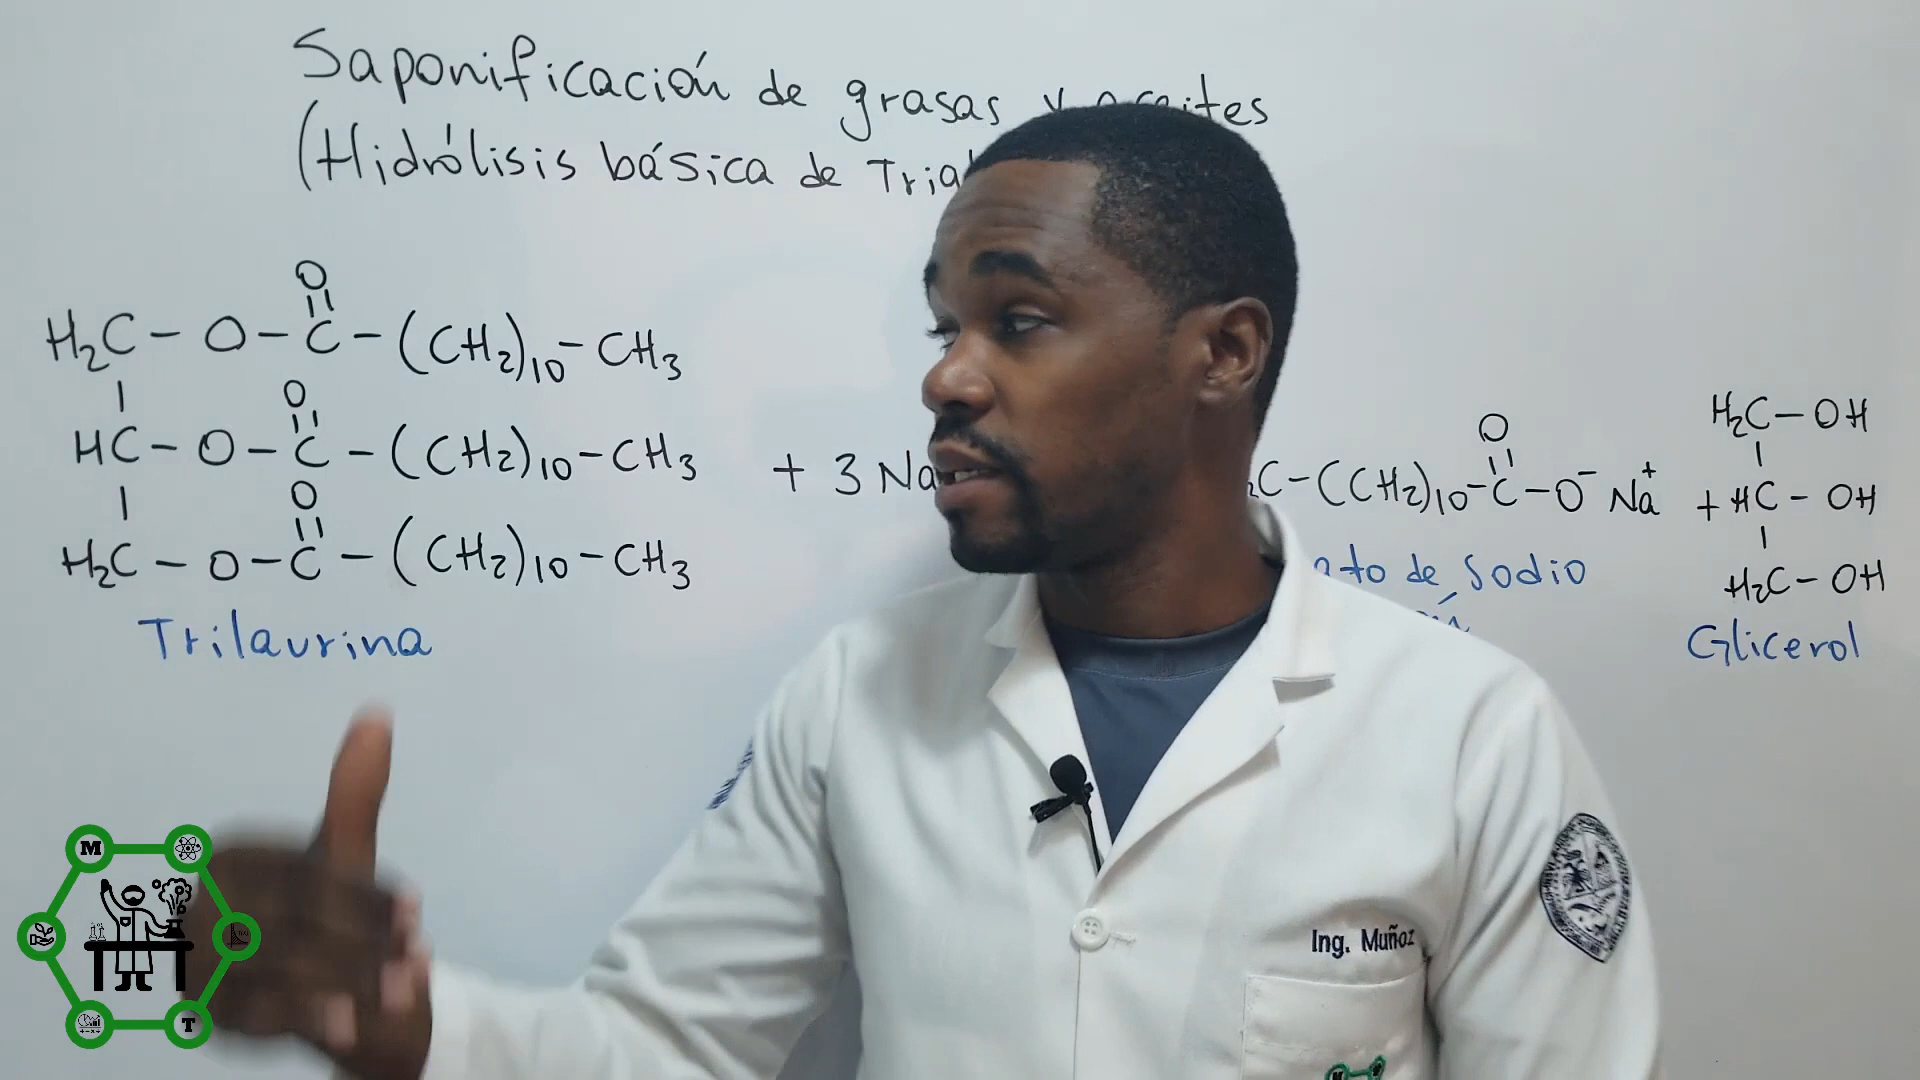 Saponificación de grasas y aceites
(Hidrólisis básica de
O
H₂C - O - C - (CH₂)₁₀ - CH₃
O
HC - O - C - (CH₂)₁₀ - CH₃
O
H₂C - O - C - (CH₂)₁₀ - CH₃
Trilaurina
+ 3 Na
O
C - (CH₂)₁₀ - C - O⁻ Na⁺
de Sodio
+
H₂C - OH
HC - OH
H₂C - OH
Glicerol
Ing. Muñoz
M
T